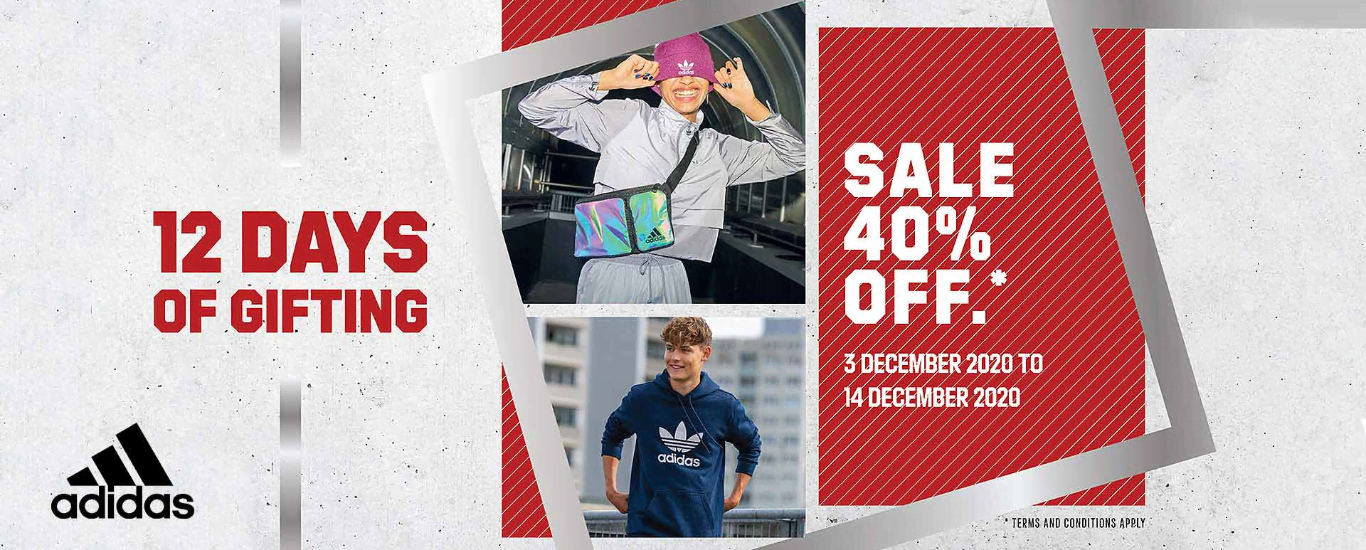 12 DAYS
OF GIFTING
adidas
adidas
adidas
adidas
SALE
40%
OFF.*
3 DECEMBER 2020 TO
14 DECEMBER 2020
* TERMS AND CONDITIONS APPLY